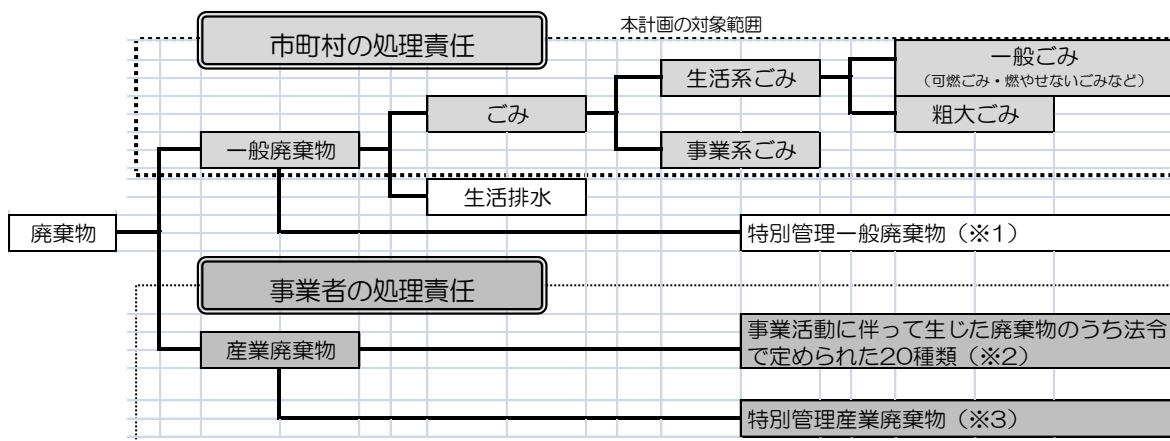 本計画の対象範囲
市町村の処理責任
一般ごみ
（可燃ごみ・燃やせないごみなど）
生活系ごみ
ごみ
粗大ごみ
一般廃棄物
事業系ごみ
生活排水
廃棄物
特別管理一般廃棄物（※1）
事業者の処理責任
産業廃棄物
事業活動に伴って生じた廃棄物のうち法令
で定められた20種類（※2）
特別管理産業廃棄物（※3）